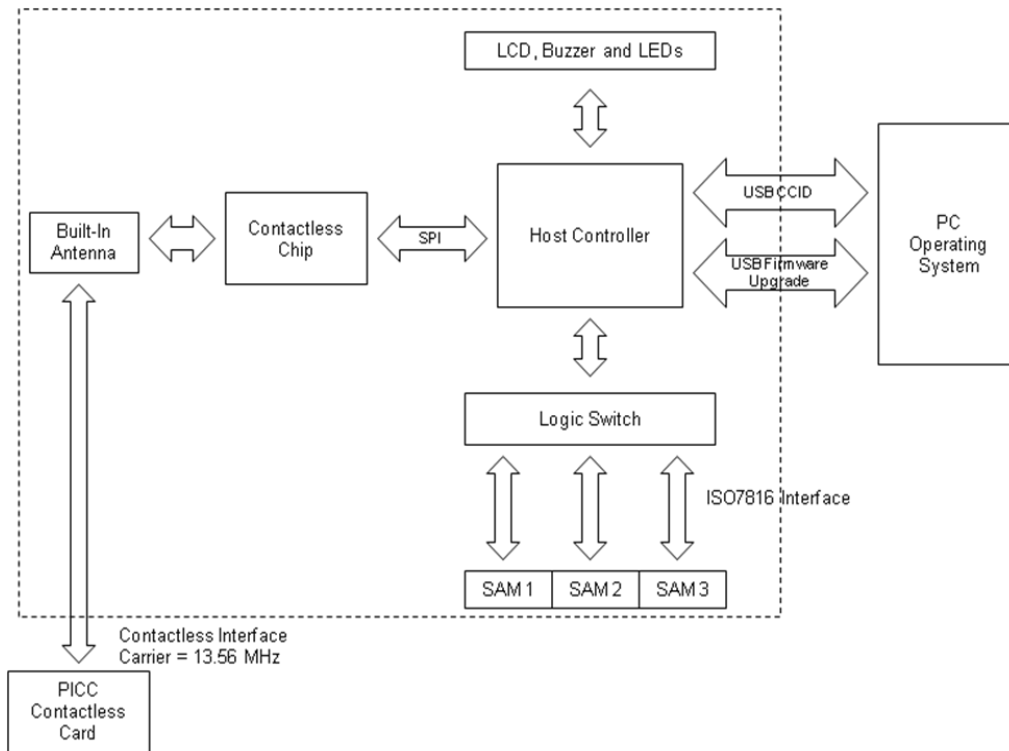 LCD, Buzzer and LEDs
Built-In
Antenna
Contactless
Chip
SPI
Host Controller
USB CCID
USB Firmware
Upgrade
PC
Operating
System
Logic Switch
ISO7816 Interface
SAM 1
SAM 2
SAM 3
Contactless Interface
Carrier = 13.56 MHz
PICC
Contactless
Card